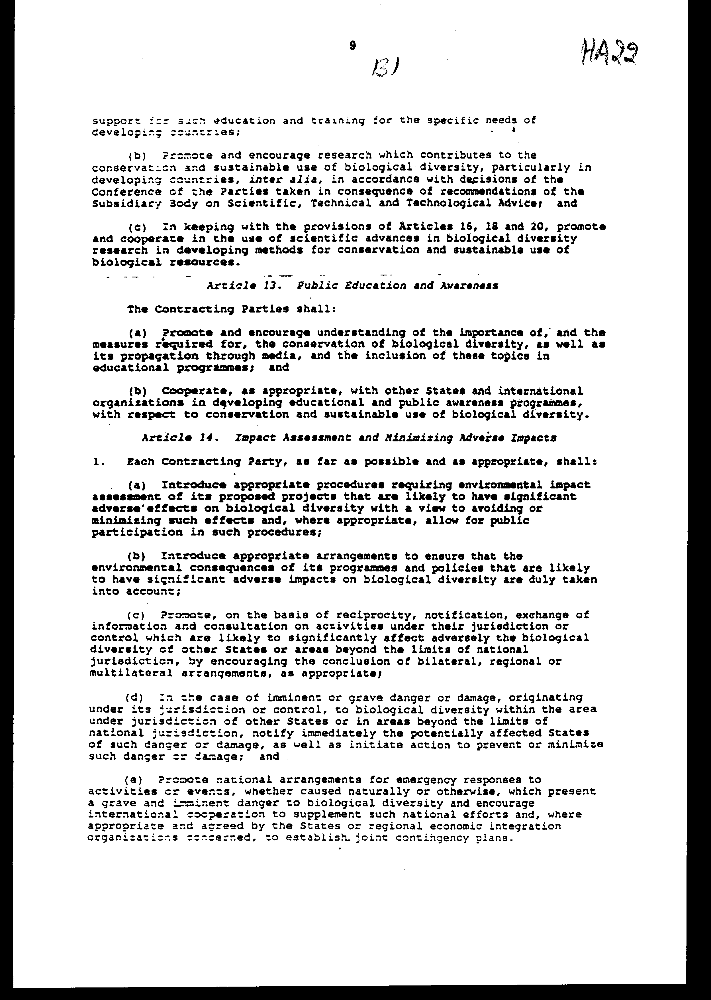 9
HA22
B1
support for such education and training for the specific needs of
developing countries;
(b) Promote and encourage research which contributes to the
conservation and sustainable use of biological diversity, particularly in
developing countries, inter alia, in accordance with decisions of the
Conference of the Parties taken in consequence of recommendations of the
Subsidiary Body on Scientific, Technical and Technological Advice; and
(c) In keeping with the provisions of Articles 16, 18 and 20, promote
and cooperate in the use of scientific advances in biological diversity
research in developing methods for conservation and sustainable use of
biological resources.
Article 13. Public Education and Awareness
The Contracting Parties shall:
(a) Promote and encourage understanding of the importance of, and the
measures required for, the conservation of biological diversity, as well as
its propagation through media, and the inclusion of these topics in
educational programmes; and
(b) Cooperate, as appropriate, with other States and international
organizations in developing educational and public awareness programmes,
with respect to conservation and sustainable use of biological diversity.
Article 14. Impact Assessment and Minimizing Adverse Impacts
1. Each Contracting Party, as far as possible and as appropriate, shall:
(a) Introduce appropriate procedures requiring environmental impact
assessment of its proposed projects that are likely to have significant
adverse effects on biological diversity with a view to avoiding or
minimizing such effects and, where appropriate, allow for public
participation in such procedures;
(b) Introduce appropriate arrangements to ensure that the
environmental consequences of its programmes and policies that are likely
to have significant adverse impacts on biological diversity are duly taken
into account;
(c) Promote, on the basis of reciprocity, notification, exchange of
information and consultation on activities under their jurisdiction or
control which are likely to significantly affect adversely the biological
diversity of other States or areas beyond the limits of national
jurisdiction, by encouraging the conclusion of bilateral, regional or
multilateral arrangements, as appropriate;
(d) In the case of imminent or grave danger or damage, originating
under its jurisdiction or control, to biological diversity within the area
under jurisdiction of other States or in areas beyond the limits of
national jurisdiction, notify immediately the potentially affected States
of such danger or damage, as well as initiate action to prevent or minimize
such danger or damage; and
(e) Promote national arrangements for emergency responses to
activities or events, whether caused naturally or otherwise, which present
a grave and imminent danger to biological diversity and encourage
international cooperation to supplement such national efforts and, where
appropriate and agreed by the States or regional economic integration
organizations concerned, to establish joint contingency plans.